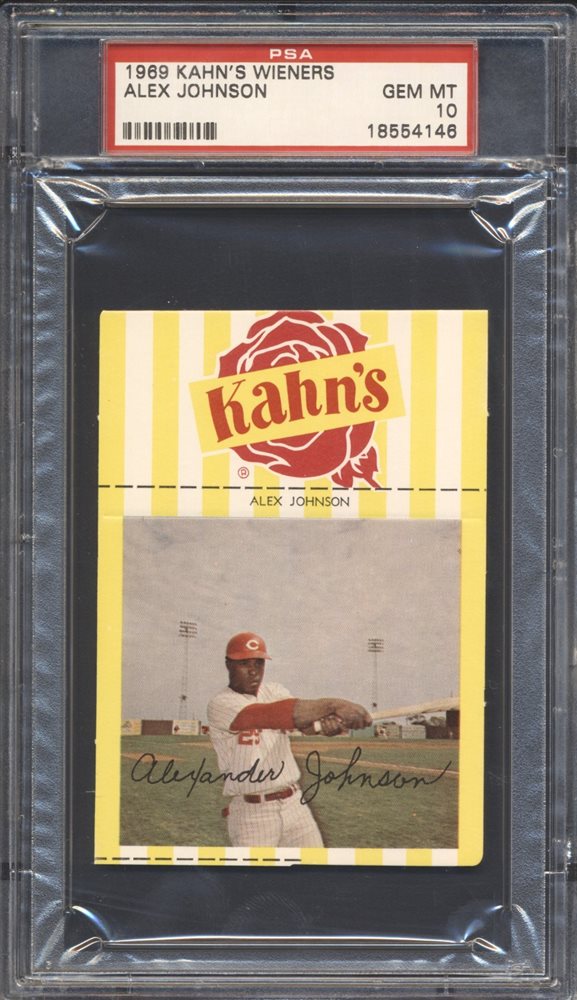 PSA
1969 KAHN'S WIENERS
ALEX JOHNSON GEM MT
10
18554146
Kahn's
®
ALEX JOHNSON
C
Alexander Johnson